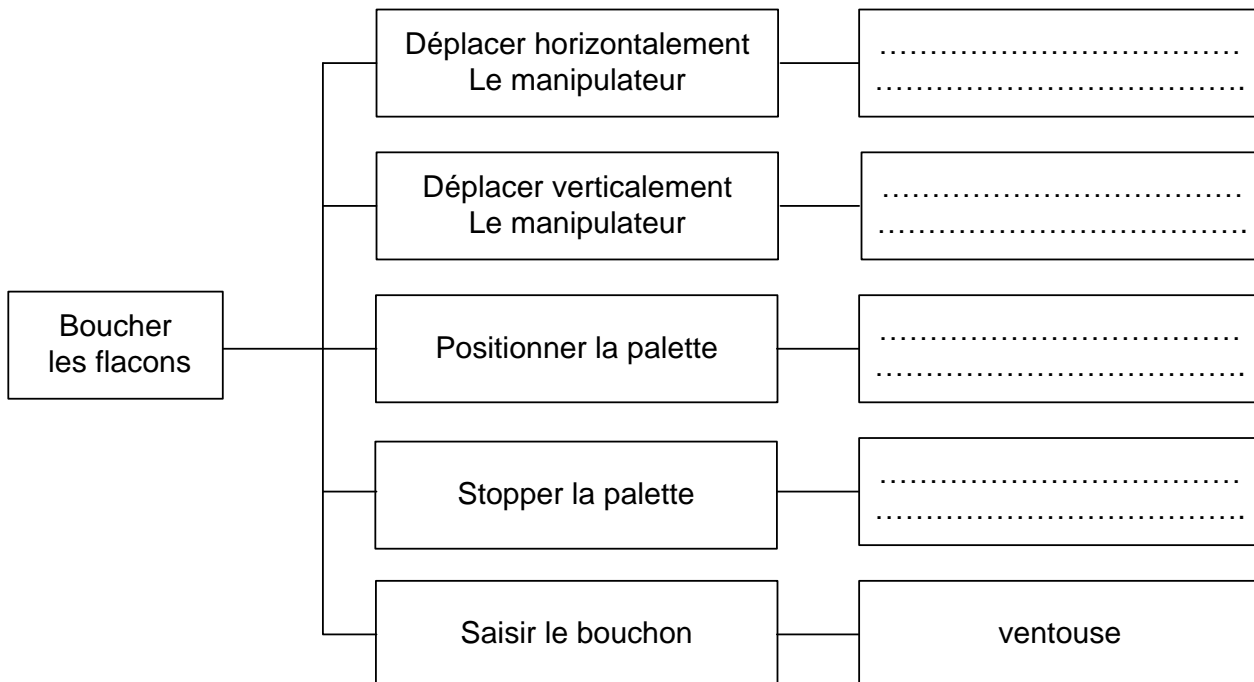 Déplacer horizontalement
Le manipulateur
……………………………….
………………………………….
Déplacer verticalement
Le manipulateur
……………………………….
………………………………….
Boucher
les flacons
Positionner la palette
……………………………….
………………………………….
Stopper la palette
……………………………….
………………………………….
Saisir le bouchon
ventouse